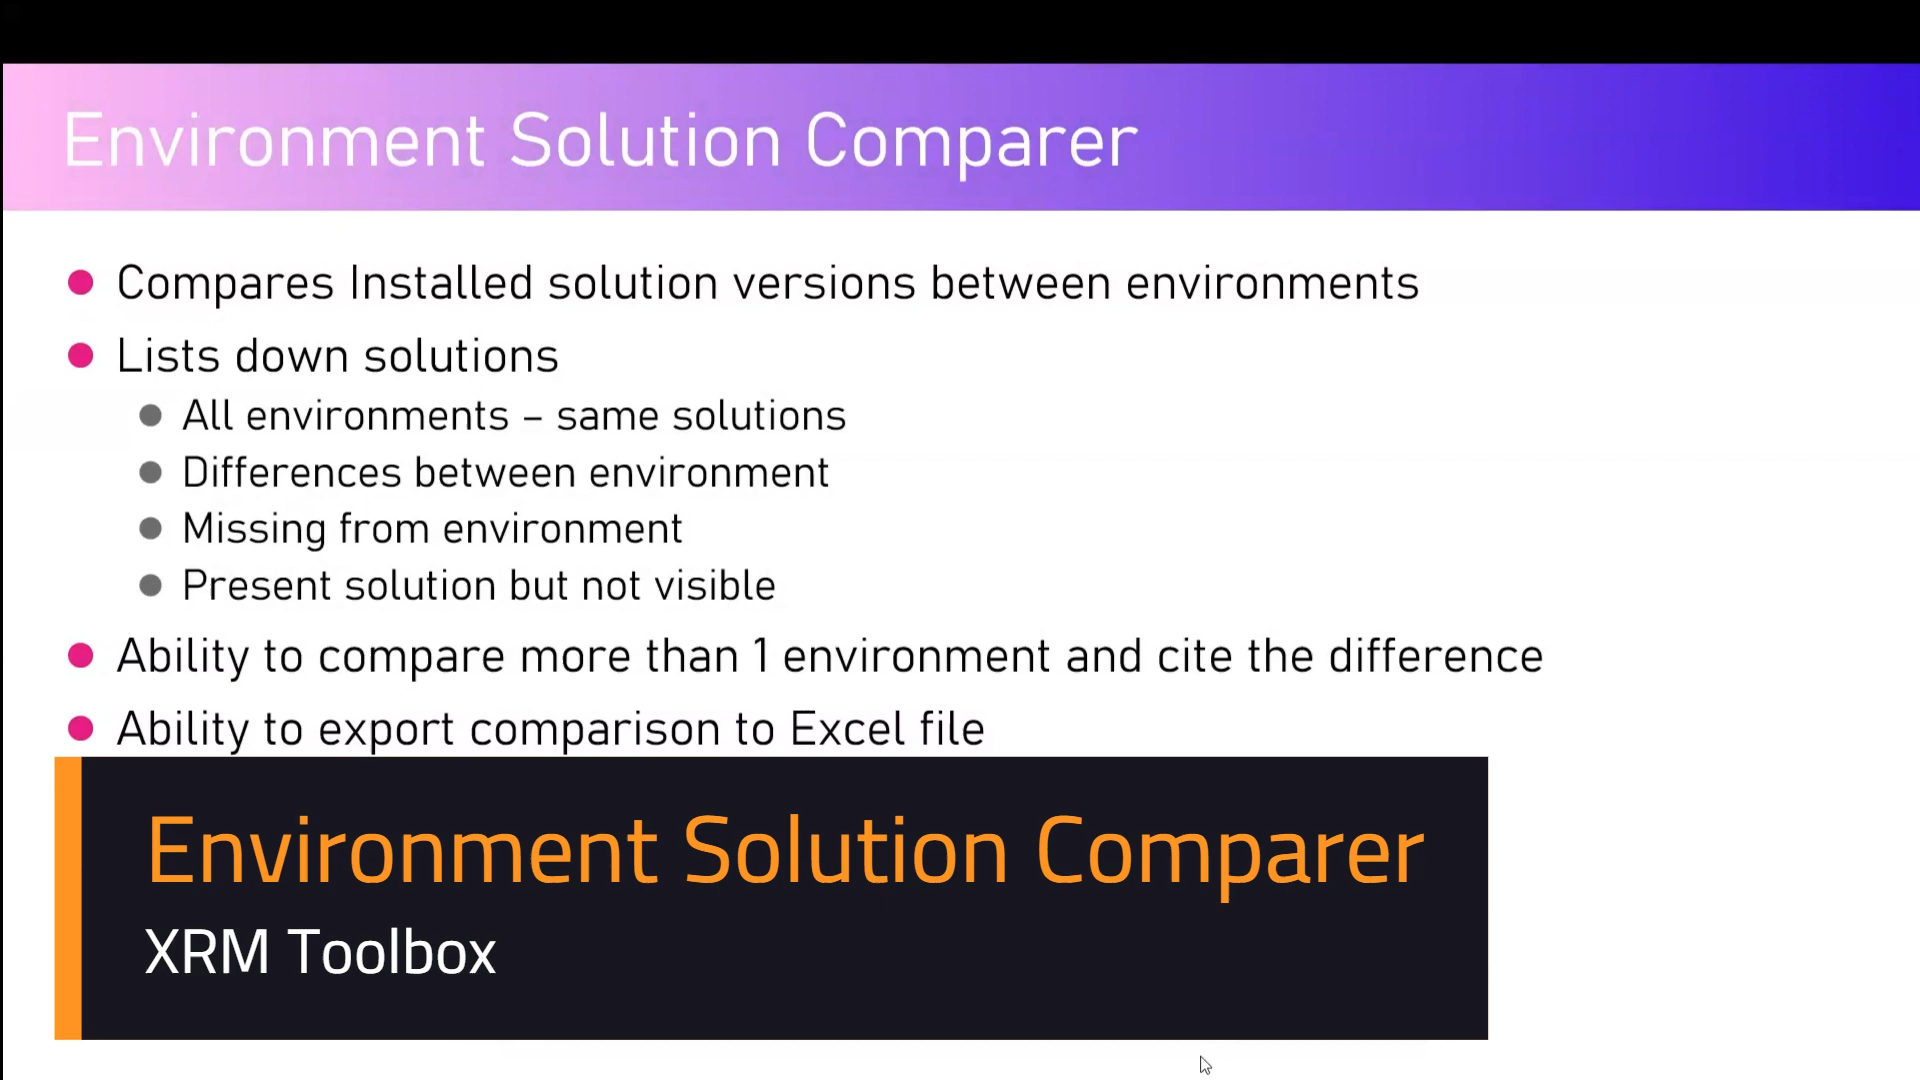 Environment Solution Comparer
Compares Installed solution versions between environments
Lists down solutions
All environments – same solutions
Differences between environment
Missing from environment
Present solution but not visible
Ability to compare more than 1 environment and cite the difference
Ability to export comparison to Excel file
Environment Solution Comparer
XRM Toolbox